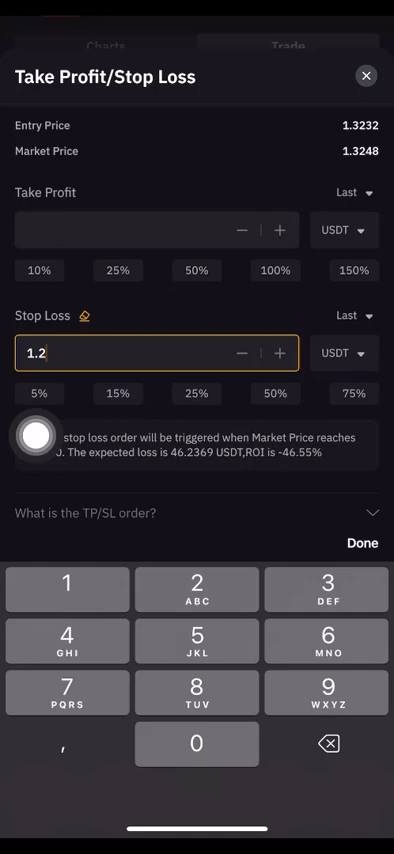 Charts Trade
Take Profit/Stop Loss
Entry Price 1.3232
Market Price 1.3248
Take Profit Last
USDT
10% 25% 50% 100% 150%
Stop Loss Last
1.2 USDT
5% 15% 25% 50% 75%
stop loss order will be triggered when Market Price reaches
0. The expected loss is 46.2369 USDT,ROI is -46.55%
What is the TP/SL order?
Done
1 2 3
ABC DEF
4 5 6
GHI JKL MNO
7 8 9
PQRS TUV WXYZ
, 0